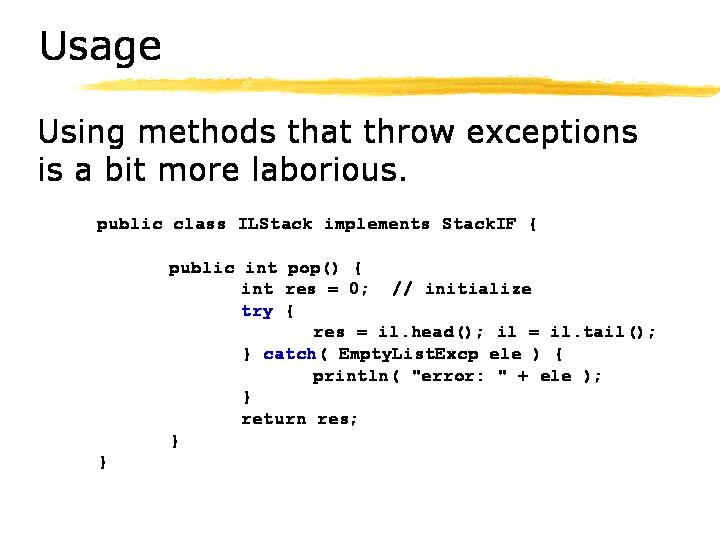 Usage
Using methods that throw exceptions
is a bit more laborious.
public class ILStack implements StackIF {
public int pop() {
int res = 0;  // initialize
try {
res = il.head(); il = il.tail();
} catch( EmptyListExcp ele ) {
println( "error: " + ele );
}
return res;
}
}